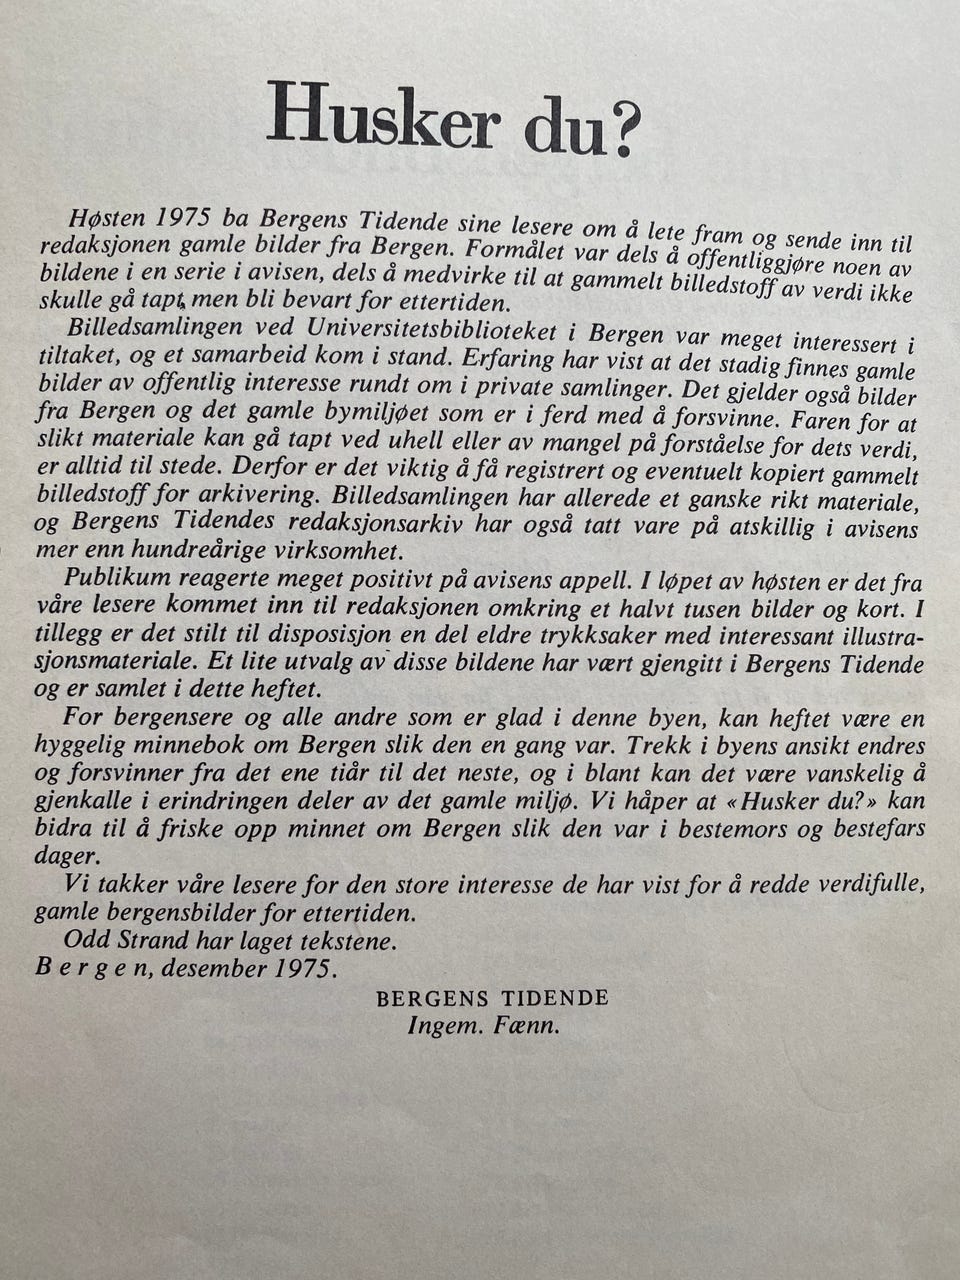 Husker du?
Høsten 1975 ba Bergens Tidende sine lesere om å lete fram og sende inn til
redaksjonen gamle bilder fra Bergen. Formålet var dels å offentliggjøre noen av
bildene i en serie i avisen, dels å medvirke til at gammelt billedstoff av verdi ikke
skulle gå tapt, men bli bevart for ettertiden.
Billedsamlingen ved Universitetsbiblioteket i Bergen var meget interessert i
tiltaket, og et samarbeid kom i stand. Erfaring har vist at det stadig finnes gamle
bilder av offentlig interesse rundt om i private samlinger. Det gjelder også bilder
fra Bergen og det gamle bymiljøet som er i ferd med å forsvinne. Faren for at
slikt materiale kan gå tapt ved uhell eller av mangel på forståelse for dets verdi,
er alltid til stede. Derfor er det viktig å få registrert og eventuelt kopiert gammelt
billedstoff for arkivering. Billedsamlingen har allerede et ganske rikt materiale,
og Bergens Tidendes redaksjonsarkiv har også tatt vare på atskillig i avisens
mer enn hundreårige virksomhet.
Publikum reagerte meget positivt på avisens appell. I løpet av høsten er det fra
våre lesere kommet inn til redaksjonen omkring et halvt tusen bilder og kort. I
tillegg er det stilt til disposisjon en del eldre trykksaker med interessant illustra-
sjonsmateriale. Et lite utvalg av disse bildene har vært gjengitt i Bergens Tidende
og er samlet i dette heftet.
For bergensere og alle andre som er glad i denne byen, kan heftet være en
hyggelig minnebok om Bergen slik den en gang var. Trekk i byens ansikt endres
og forsvinner fra det ene tiår til det neste, og i blant kan det være vanskelig å
gjenkalle i erindringen deler av det gamle miljø. Vi håper at «Husker du?» kan
bidra til å friske opp minnet om Bergen slik den var i bestemors og bestefars
dager.
Vi takker våre lesere for den store interesse de har vist for å redde verdifulle,
gamle bergensbilder for ettertiden.
Odd Strand har laget tekstene.
Bergen, desember 1975.
BERGENS TIDENDE
Ingem. Fænn.